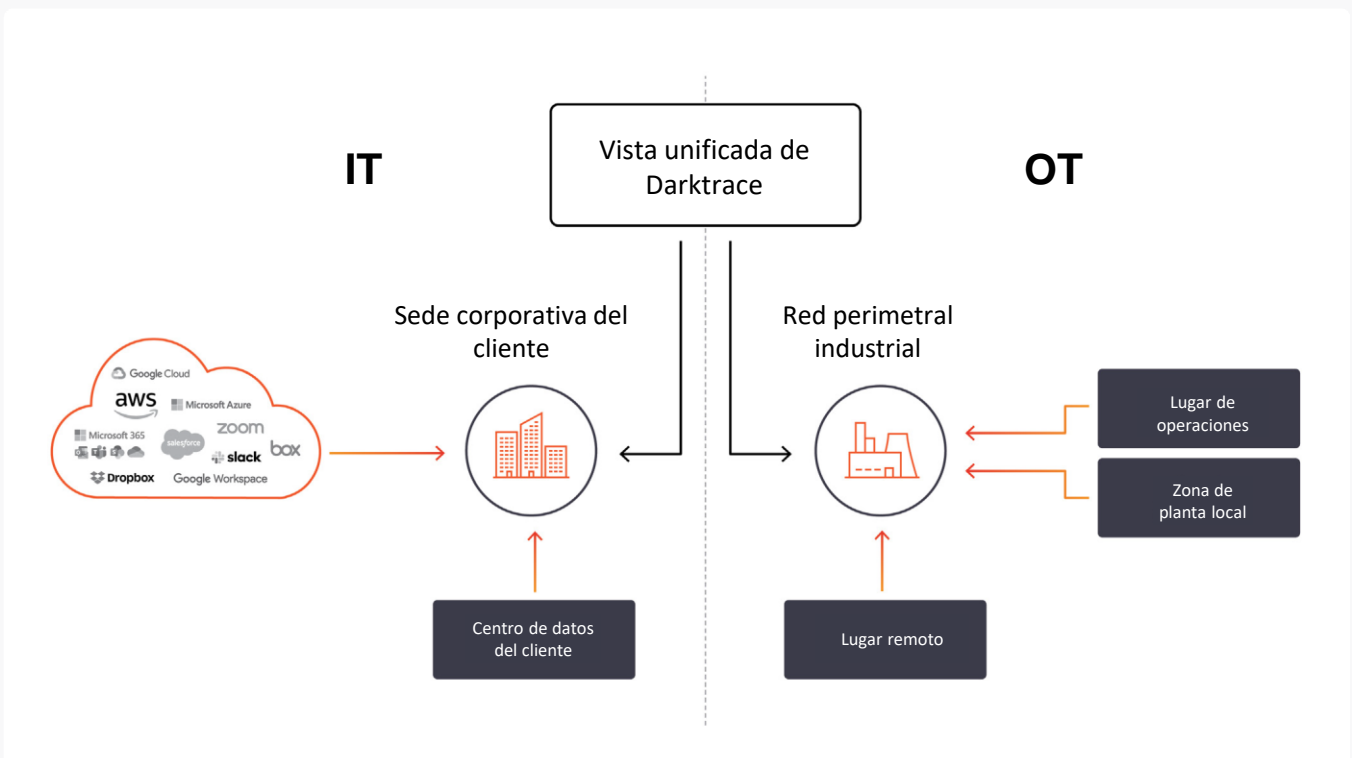 IT
Vista unificada de
Darktrace
OT
Sede corporativa del
cliente
Red perimetral
industrial
Google Cloud
aws
Microsoft Azure
Microsoft 365
salesforce
zoom
slack
box
Dropbox
Google Workspace
Lugar de
operaciones
Zona de
planta local
Centro de datos
del cliente
Lugar remoto